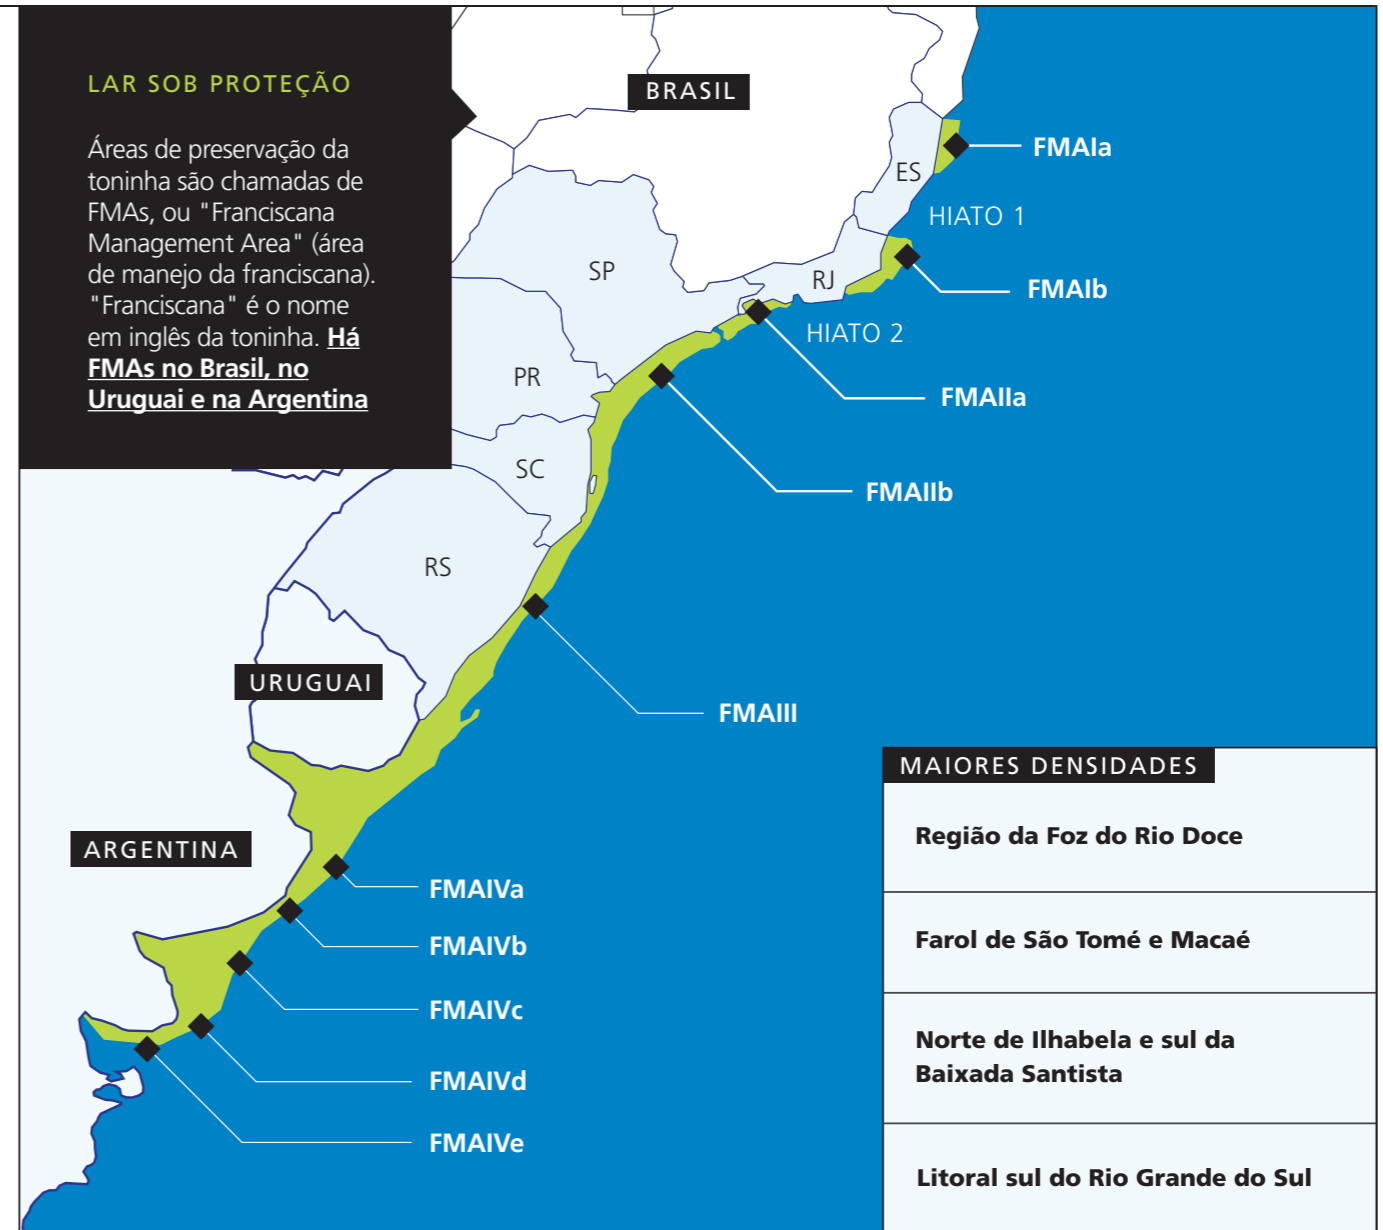 LAR SOB PROTEÇÃO
Áreas de preservação da
toninha são chamadas de
FMAs, ou "Franciscana
Management Area" (área
de manejo da franciscana).
"Franciscana" é o nome
em inglês da toninha. Há
FMAs no Brasil, no
Uruguai e na Argentina
BRASIL
FMAIa
ES
HIATO 1
SP
RJ
FMAIb
HIATO 2
PR
FMAIIa
SC
FMAIIb
RS
URUGUAI
FMAIII
ARGENTINA
FMAIVa
FMAIVb
FMAIVc
FMAIVd
FMAIVe
MAIORES DENSIDADES
Região da Foz do Rio Doce
Farol de São Tomé e Macaé
Norte de Ilhabela e sul da
Baixada Santista
Litoral sul do Rio Grande do Sul